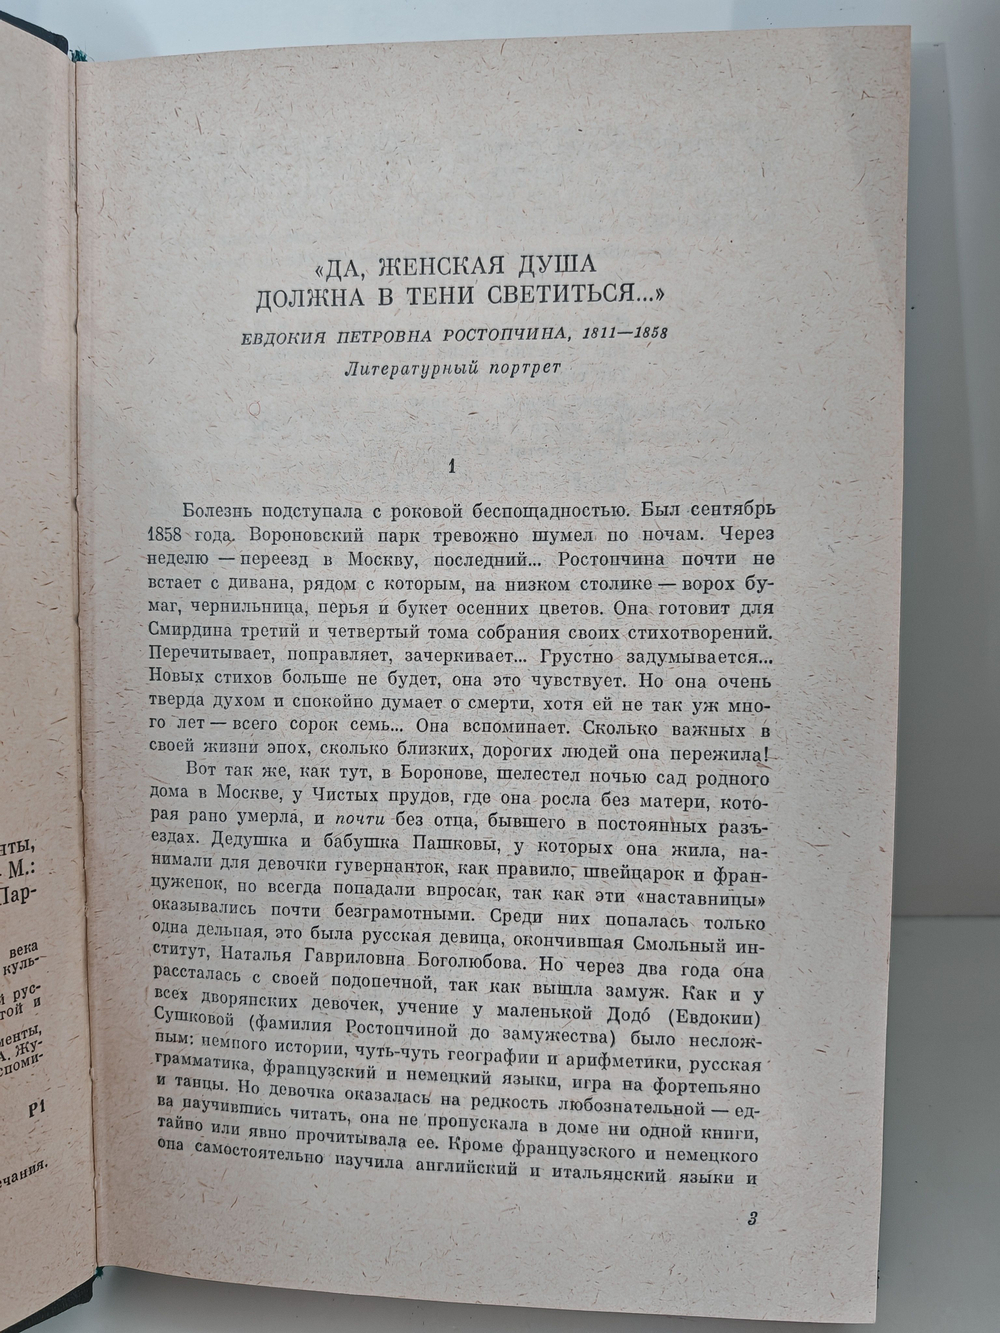 «ДА, ЖЕНСКАЯ ДУША
ДОЛЖНА В ТЕНИ СВЕТИТЬСЯ...»
ЕВДОКИЯ ПЕТРОВНА РОСТОПЧИНА, 1811—1858
Литературный портрет
1
Болезнь подступала с роковой беспощадностью. Был сентябрь
1858 года. Вороновский парк тревожно шумел по ночам. Через
неделю — переезд в Москву, последний... Ростопчина почти не
встает с дивана, рядом с которым, на низком столике — ворох бу-
маг, чернильница, перья и букет осенних цветов. Она готовит для
Смирдина третий и четвертый тома собрания своих стихотворений.
Перечитывает, поправляет, зачеркивает... Грустно задумывается...
Новых стихов больше не будет, она это чувствует. Но она очень
тверда духом и спокойно думает о смерти, хотя ей не так уж мно-
го лет — всего сорок семь... Она вспоминает. Сколько важных в
своей жизни эпох, сколько близких, дорогих людей она пережила!
Вот так же, как тут, в Воронове, шелестел ночью сад родного
дома в Москве, у Чистых прудов, где она росла без матери, кото-
рая рано умерла, и почти без отца, бывшего в постоянных разъ-
ездах. Дедушка и бабушка Пашковы, у которых она жила, на-
нимали для девочки гувернанток, как правило, швейцарок и фран-
цуженок, но всегда попадали впросак, так как эти «наставницы»
оказывались почти безграмотными. Среди них попалась только
одна дельная, это была русская девица, окончившая Смольный ин-
ститут, Наталья Гавриловна Боголюбова. Но через два года она
рассталась с своей подопечной, так как вышла замуж. Как и у
всех дворянских девочек, учение у маленькой Додо́ (Евдокии)
Сушковой (фамилия Ростопчиной до замужества) было неслож-
ным: немного истории, чуть-чуть географии и арифметики, русская
грамматика, французский и немецкий языки, игра на фортепьяно
и танцы. Но девочка оказалась на редкость любознательной — ед-
ва научившись читать, она не пропускала в доме ни одной книги,
тайно или явно прочитывала ее. Кроме французского и немецкого
она самостоятельно изучила английский и итальянский языки и
3
нты,
М.:
Пар-
века
куль-
й рус-
той и
менты,
А. Жу-
споми-
Р1
чания.